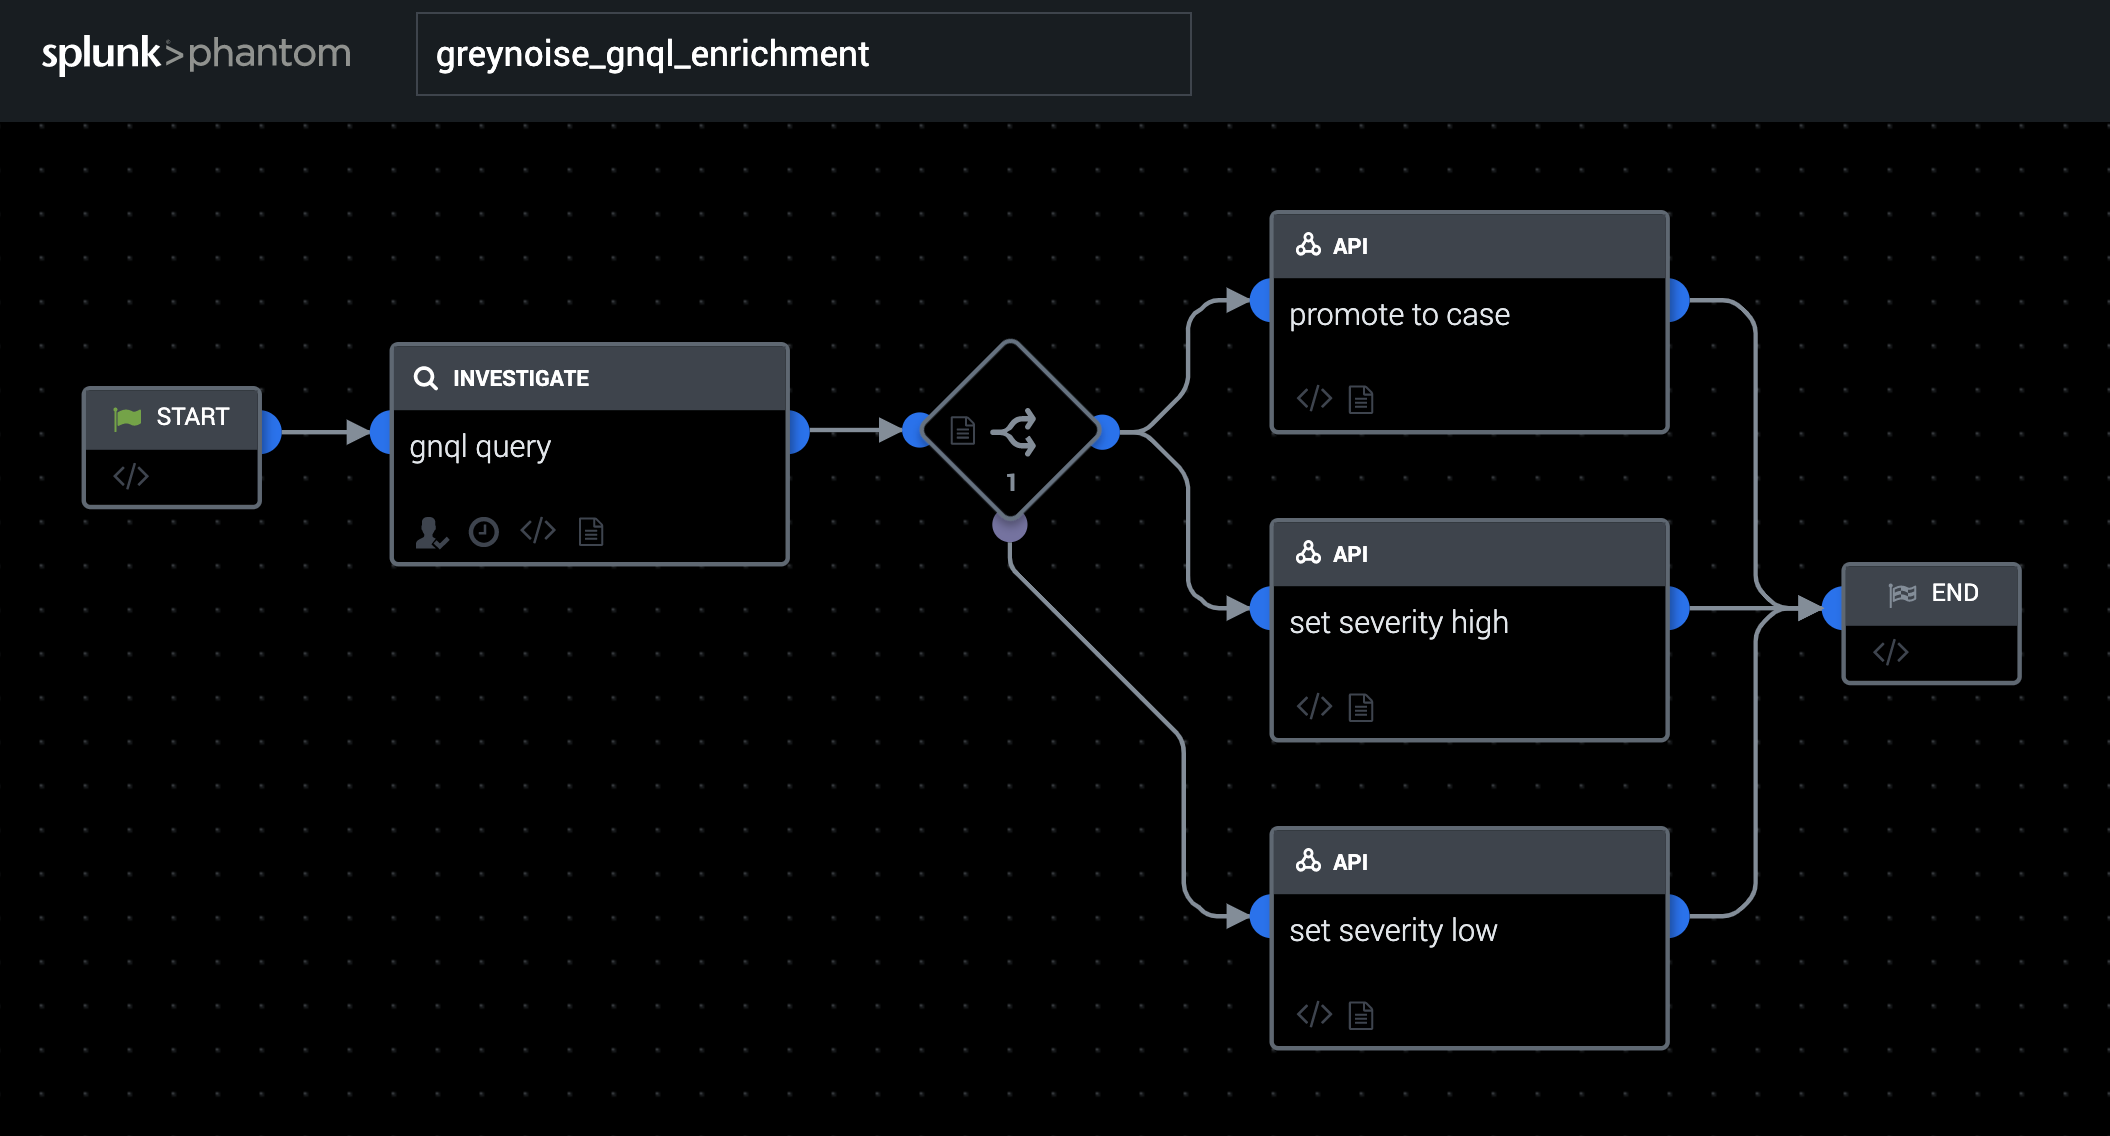 splunk>phantom
greynoise_gnql_enrichment
START
INVESTIGATE
gnql query
1
API
promote to case
API
set severity high
API
set severity low
END